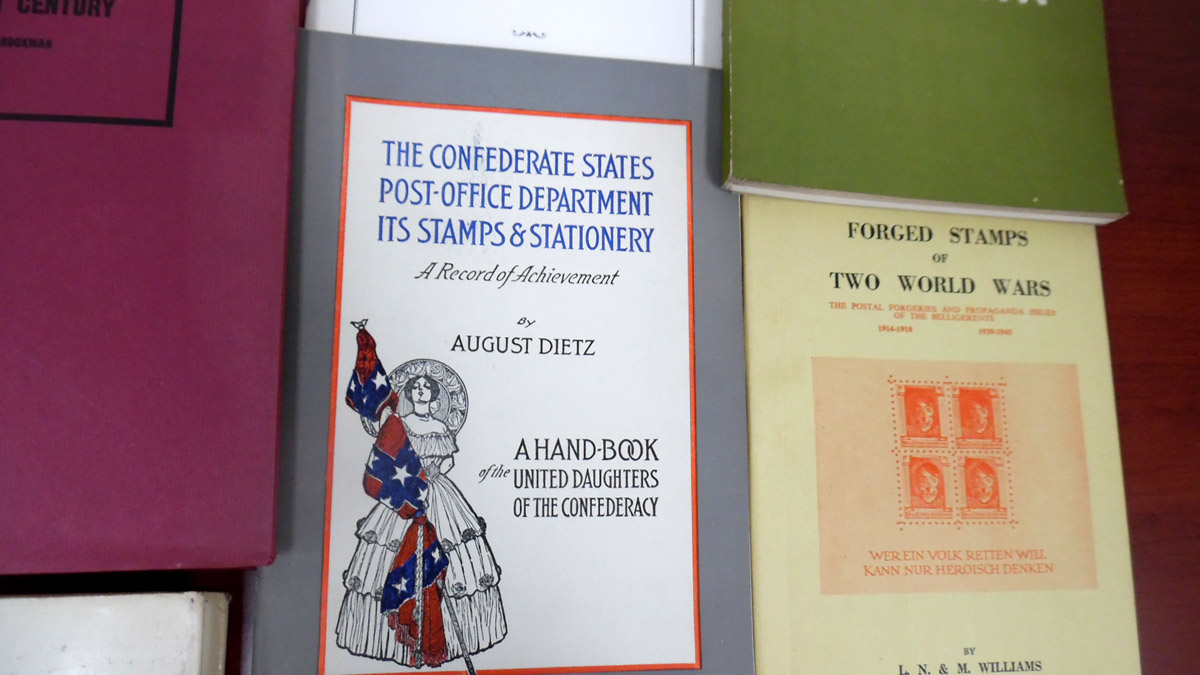 CENTURY
BROOKMAN
THE CONFEDERATE STATES
POST-OFFICE DEPARTMENT
ITS STAMPS & STATIONERY
A Record of Achievement
By
AUGUST DIETZ
A HAND-BOOK
of the UNITED DAUGHTERS
OF THE CONFEDERACY
FORGED STAMPS
OF
TWO WORLD WARS
THE POSTAL FORGERIES AND PROPAGANDA ISSUES
OF THE BELLIGERENTS
1914-1918 1939-1945
WER EIN VOLK RETTEN WILL
KANN NUR HEROISCH DENKEN
BY
L. N. & M. WILLIAMS